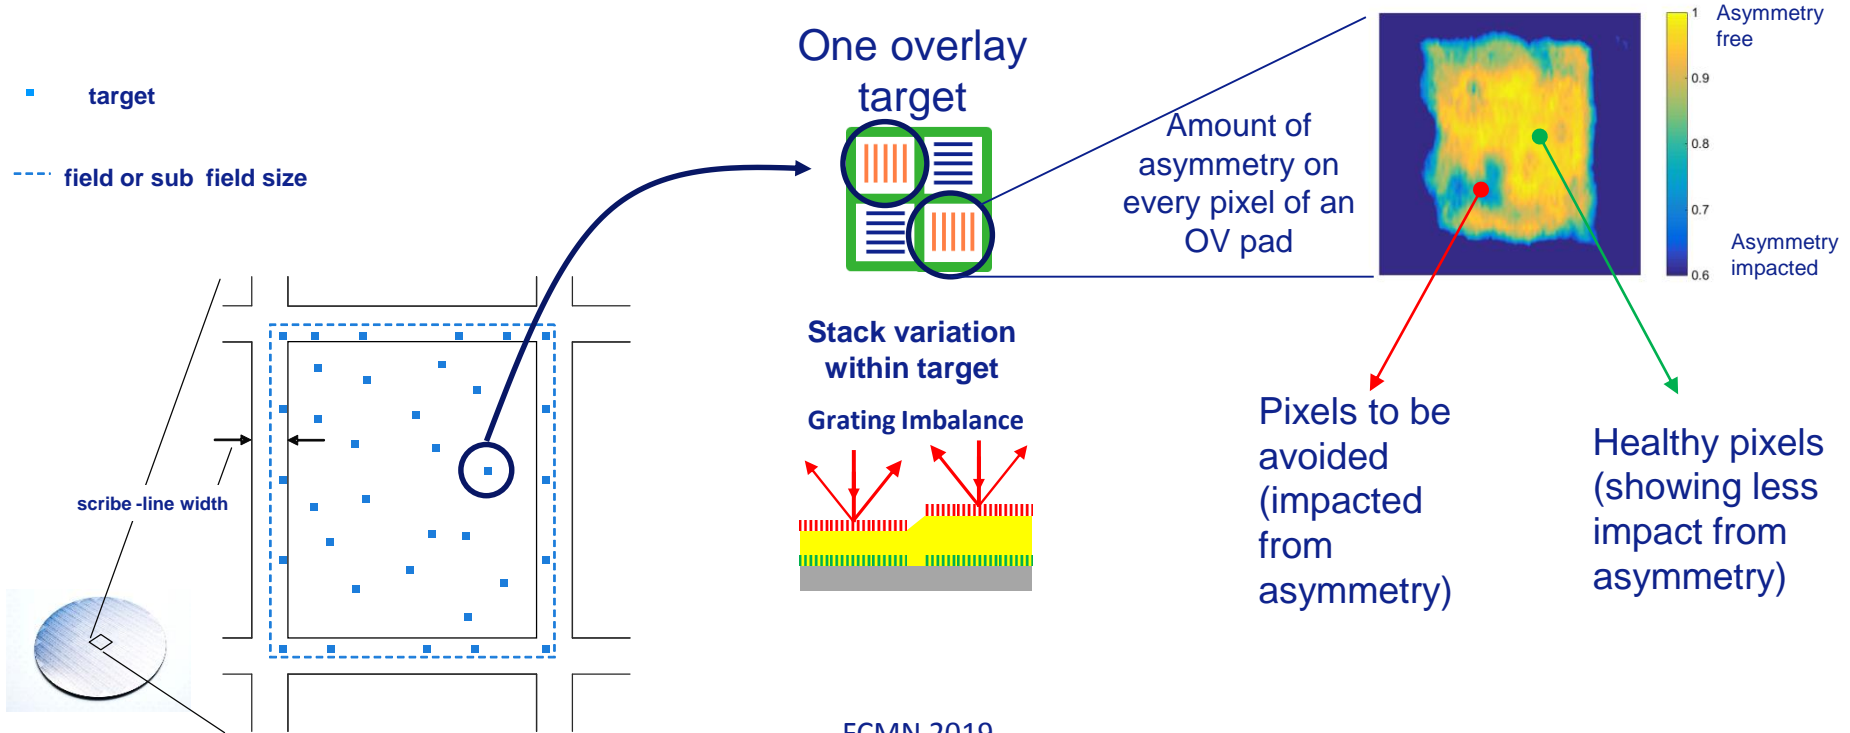 target
field or sub field size
scribe -line width
One overlay
target
Amount of
asymmetry on
every pixel of an
OV pad
Stack variation
within target
Grating Imbalance
1
0.9
0.8
0.7
0.6
Asymmetry
free
Asymmetry
impacted
Pixels to be
avoided
(impacted
from
asymmetry)
Healthy pixels
(showing less
impact from
asymmetry)
FCMN 2019